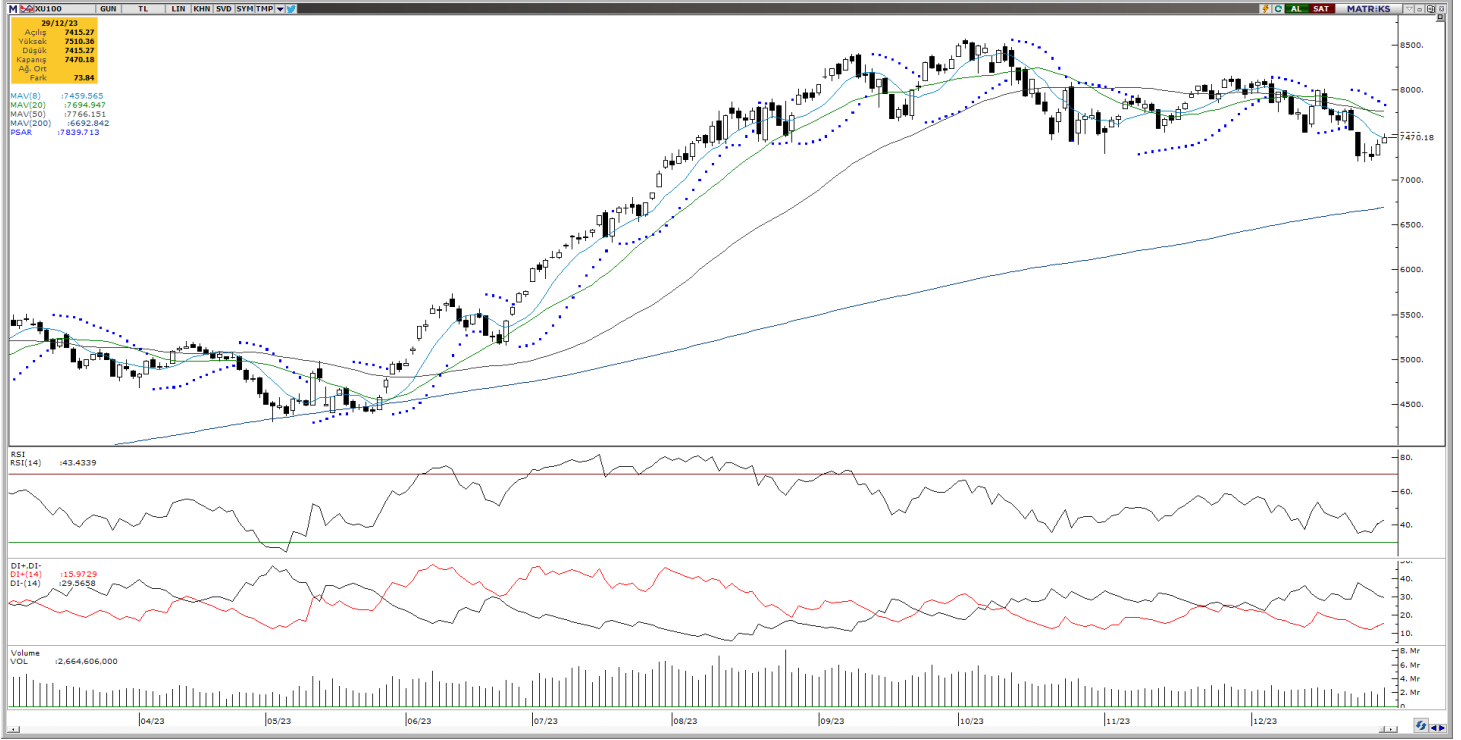 M XU100 GUN TL LIN KHN SVD SYM TMP AL SAT MATRiKS
29/12/23
Açılış 7415.27
Yüksek 7510.36
Düşük 7415.27
Kapanış 7470.18
Ağ. Ort
Fark 73.84
MAV(8) :7459.565
MAV(20) :7694.947
MAV(50) :7766.151
MAV(200) :6692.842
PSAR :7839.713
8500.
8000.
7470.18
7000.
6500.
6000.
5500.
5000.
4500.
RSI
RSI(14) :43.4339
80.
60.
40.
DI+,DI-
DI+(14) :15.9729
DI-(14) :29.5658
40.
30.
20.
10.
Volume
VOL :2,664,606,000
8. Mr
6. Mr
4. Mr
2. Mr
0.
04/23 05/23 06/23 07/23 08/23 09/23 10/23 11/23 12/23